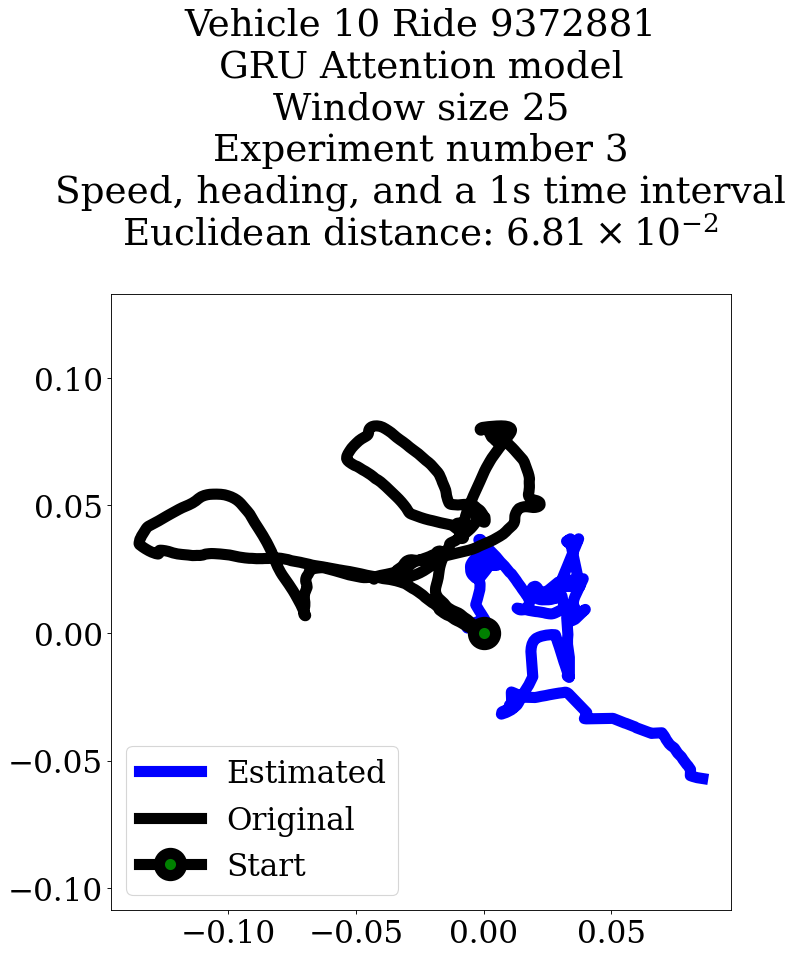 Vehicle 10 Ride 9372881
GRU Attention model
Window size 25
Experiment number 3
Speed, heading, and a 1s time interval
Euclidean distance: 6.81 × 10⁻²
0.10
0.05
0.00
−0.05
−0.10
Estimated
Original
Start
−0.10 −0.05 0.00 0.05